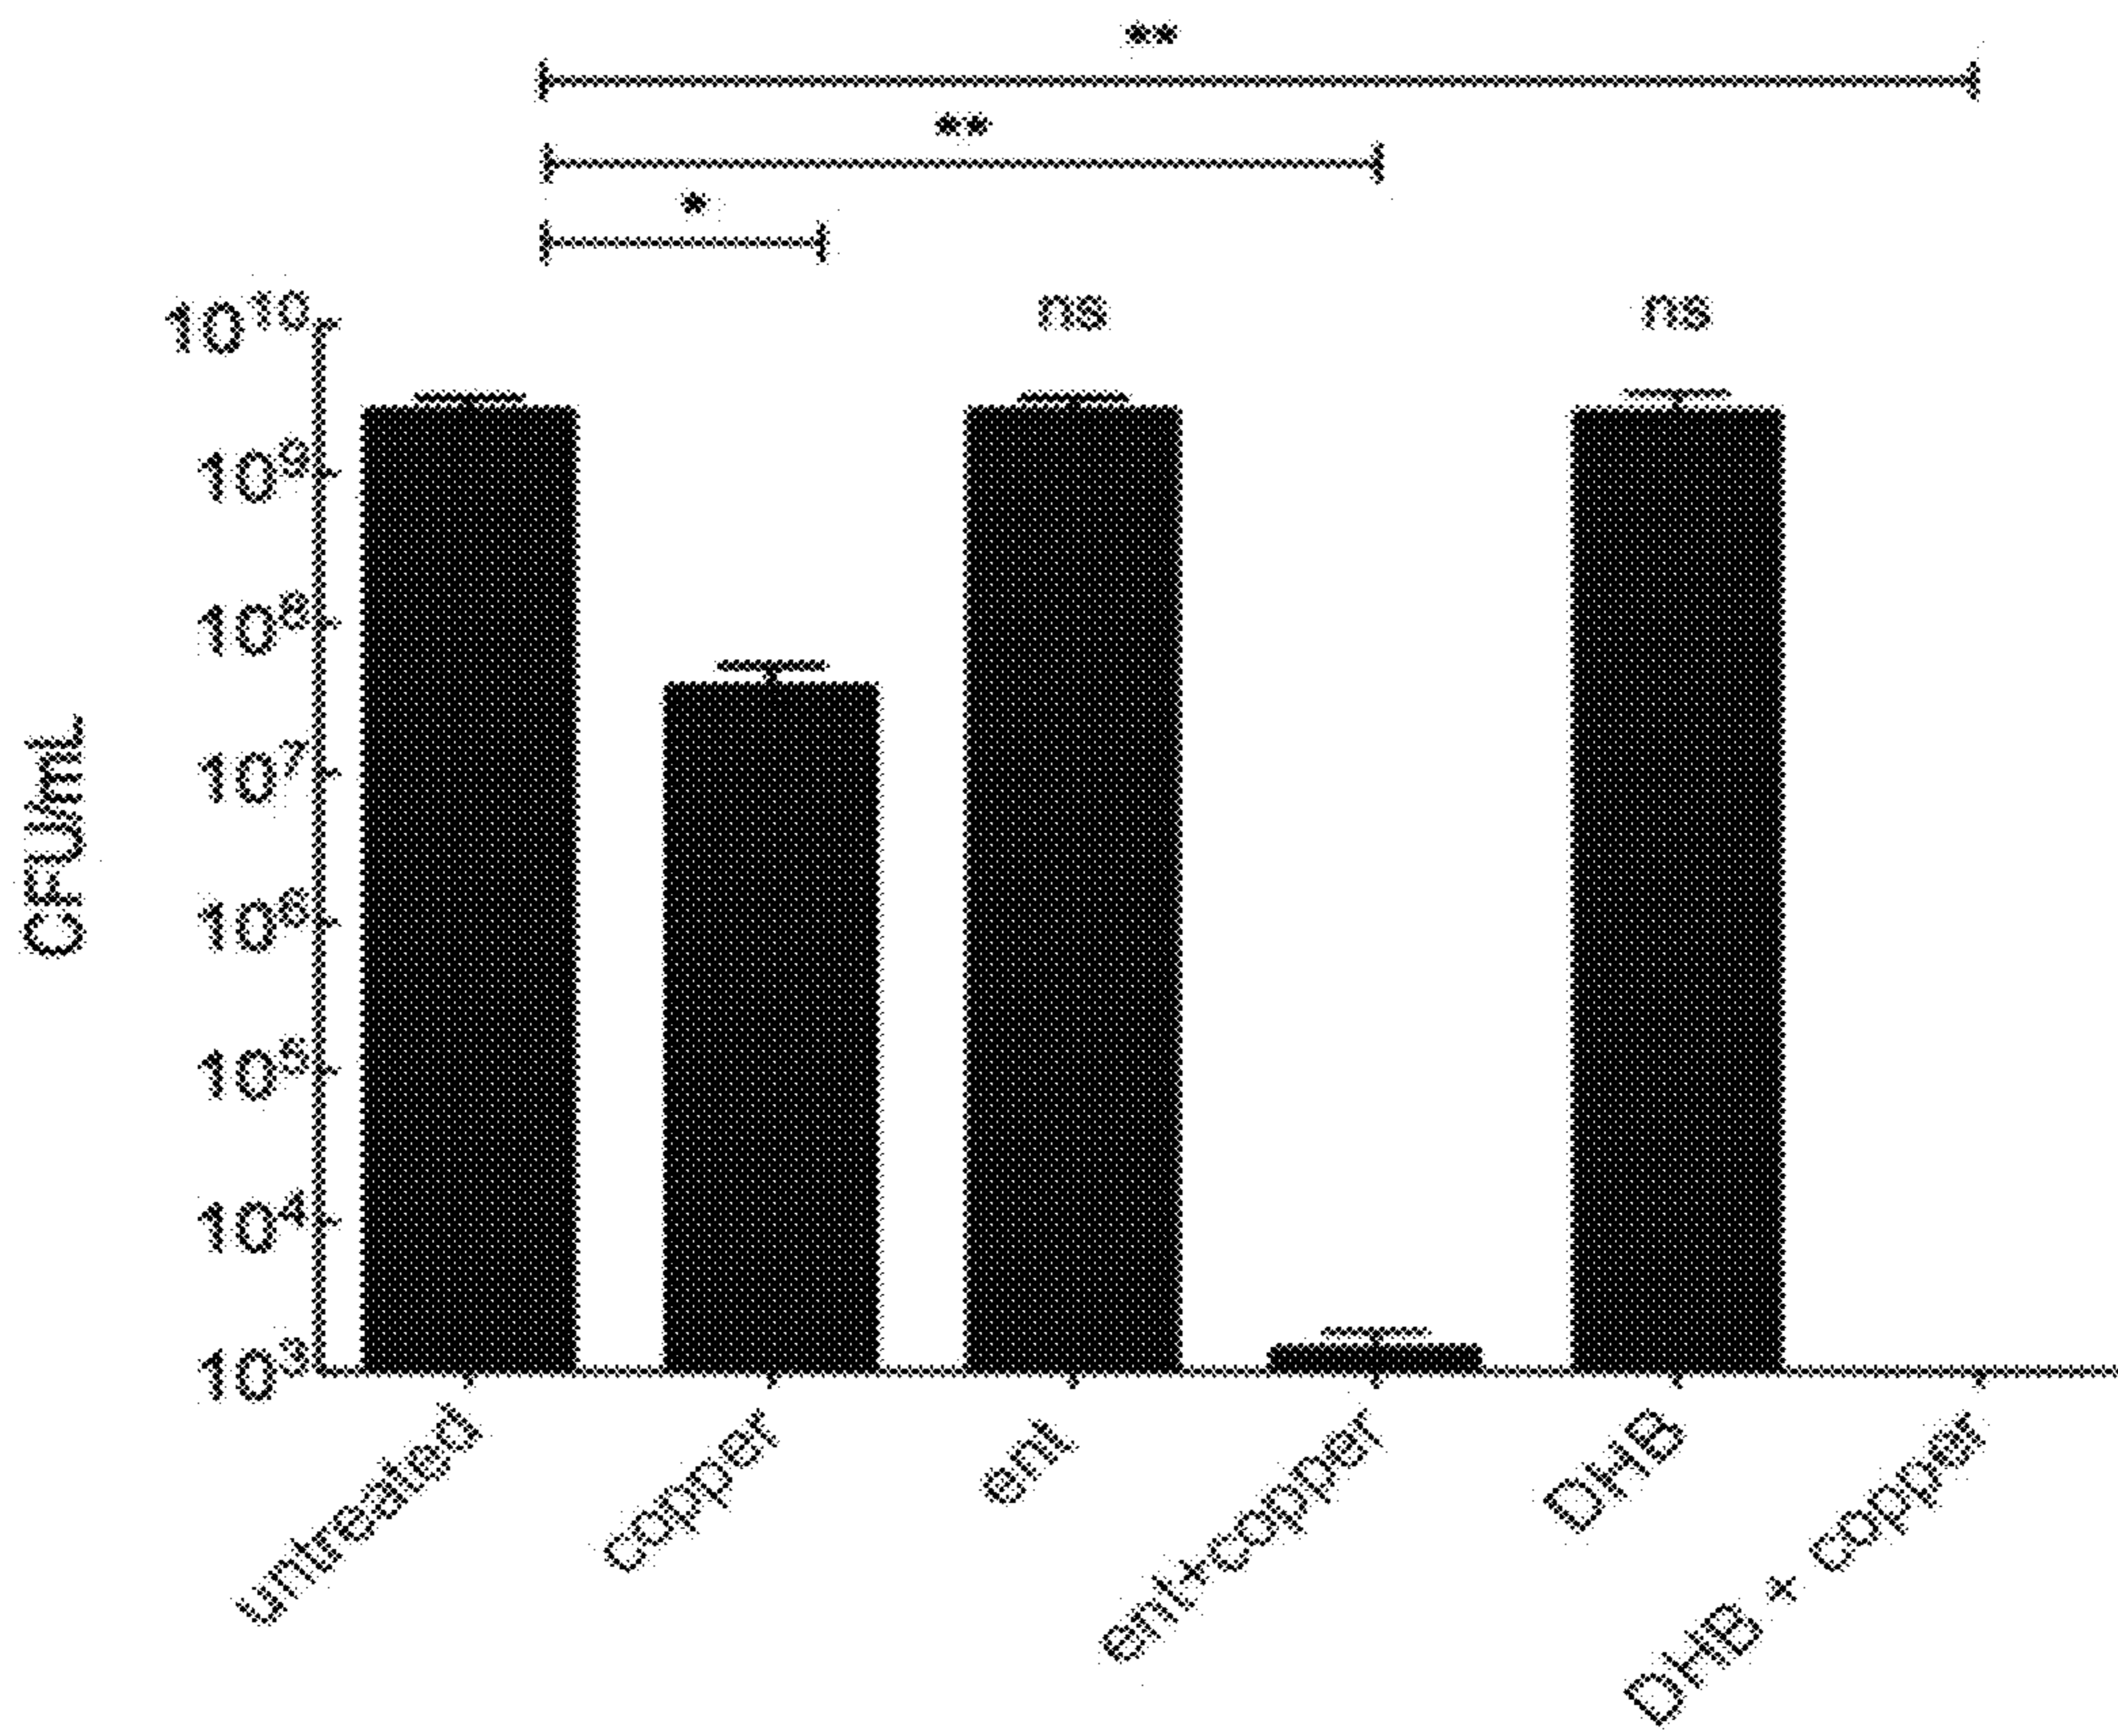 **
**
*
ns ns
10^10
10^9
10^8
10^7
10^6
10^5
10^4
10^3
CFU/mL
untreated
copper
ent
ent+copper
DHB
DHB + copper